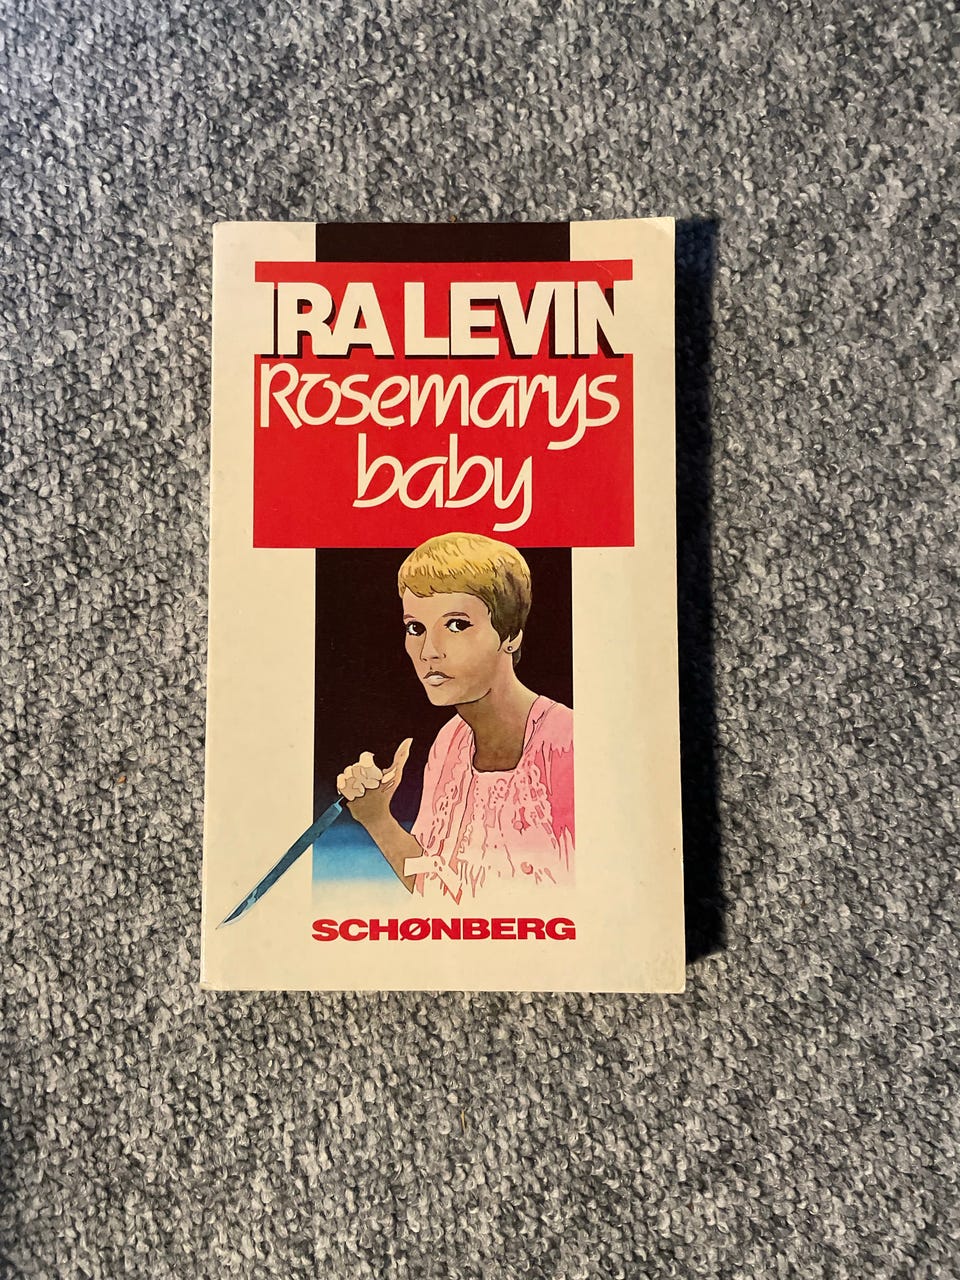 IRA LEVIN
Rosemarys
baby
SCHØNBERG